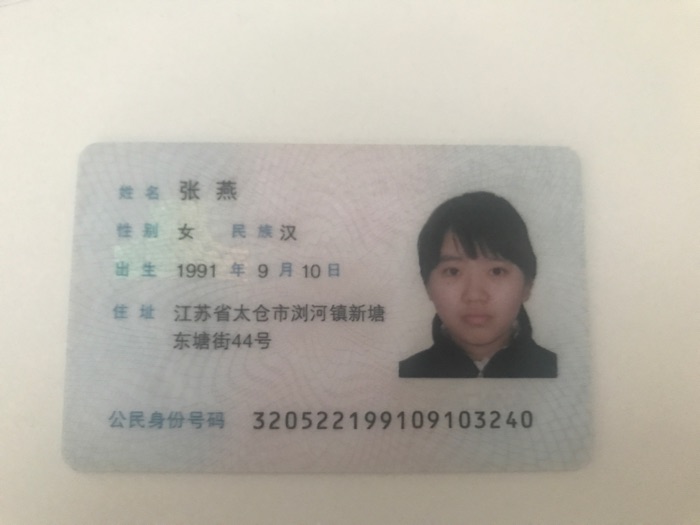 姓名 张燕
性别 女 民族 汉
出生 1991 年 9 月 10 日
住址 江苏省太仓市浏河镇新塘
东塘街44号
公民身份号码 320522199109103240